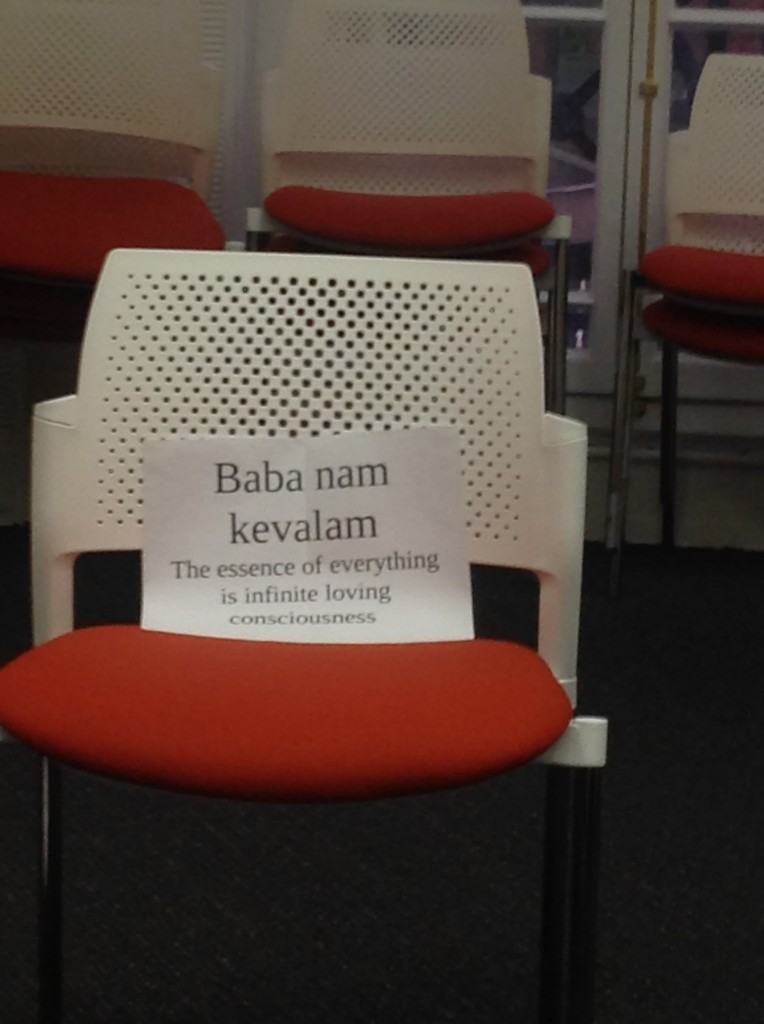 Baba nam
kevalam
The essence of everything
is infinite loving
consciousness